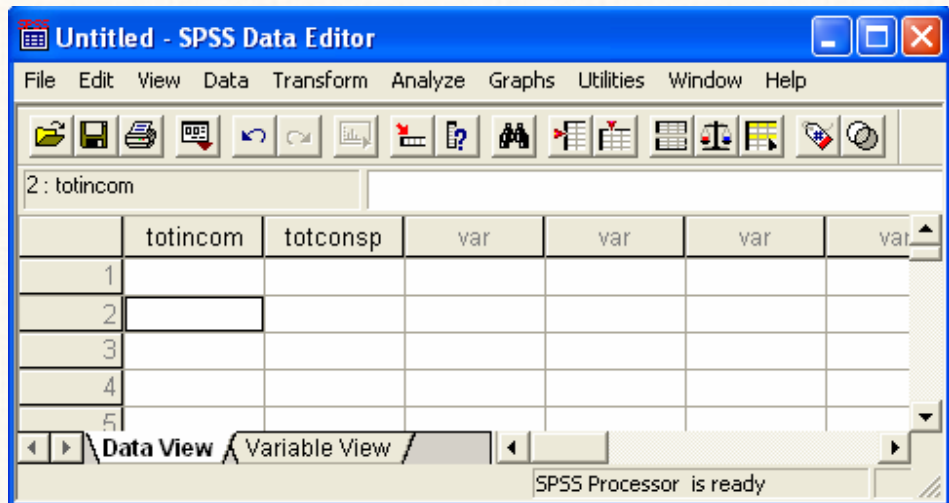 SPSS
Untitled - SPSS Data Editor
File Edit View Data Transform Analyze Graphs Utilities Window Help
2 : totincom
totincom totconsp var var var var
1
2
3
4
5
Data View Variable View
SPSS Processor is ready